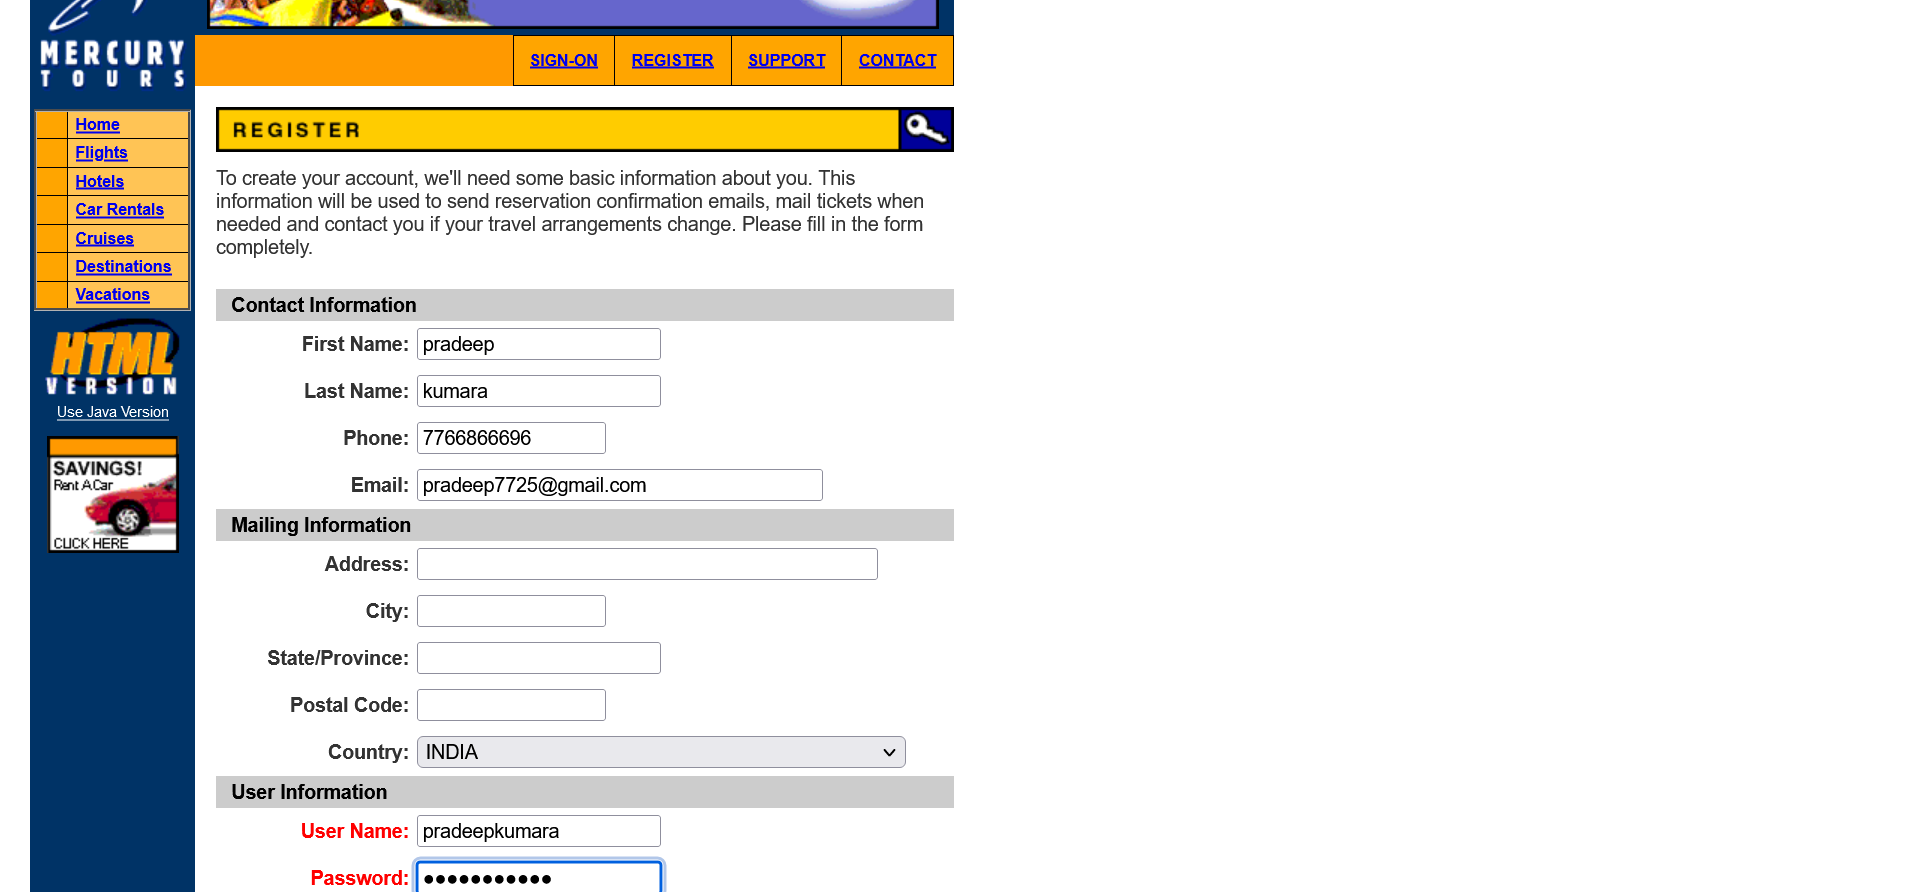 MERCURY
TOURS
SIGN-ON
REGISTER
SUPPORT
CONTACT
Home
Flights
Hotels
Car Rentals
Cruises
Destinations
Vacations
HTML
VERSION
Use Java Version
SAVINGS!
Rent A Car
CLICK HERE
REGISTER
To create your account, we'll need some basic information about you. This
information will be used to send reservation confirmation emails, mail tickets when
needed and contact you if your travel arrangements change. Please fill in the form
completely.
Contact Information
First Name: pradeep
Last Name: kumara
Phone: 7766866696
Email: pradeep7725@gmail.com
Mailing Information
Address:
City:
State/Province:
Postal Code:
Country: INDIA
User Information
User Name: pradeepkumara
Password: ●●●●●●●●●●●